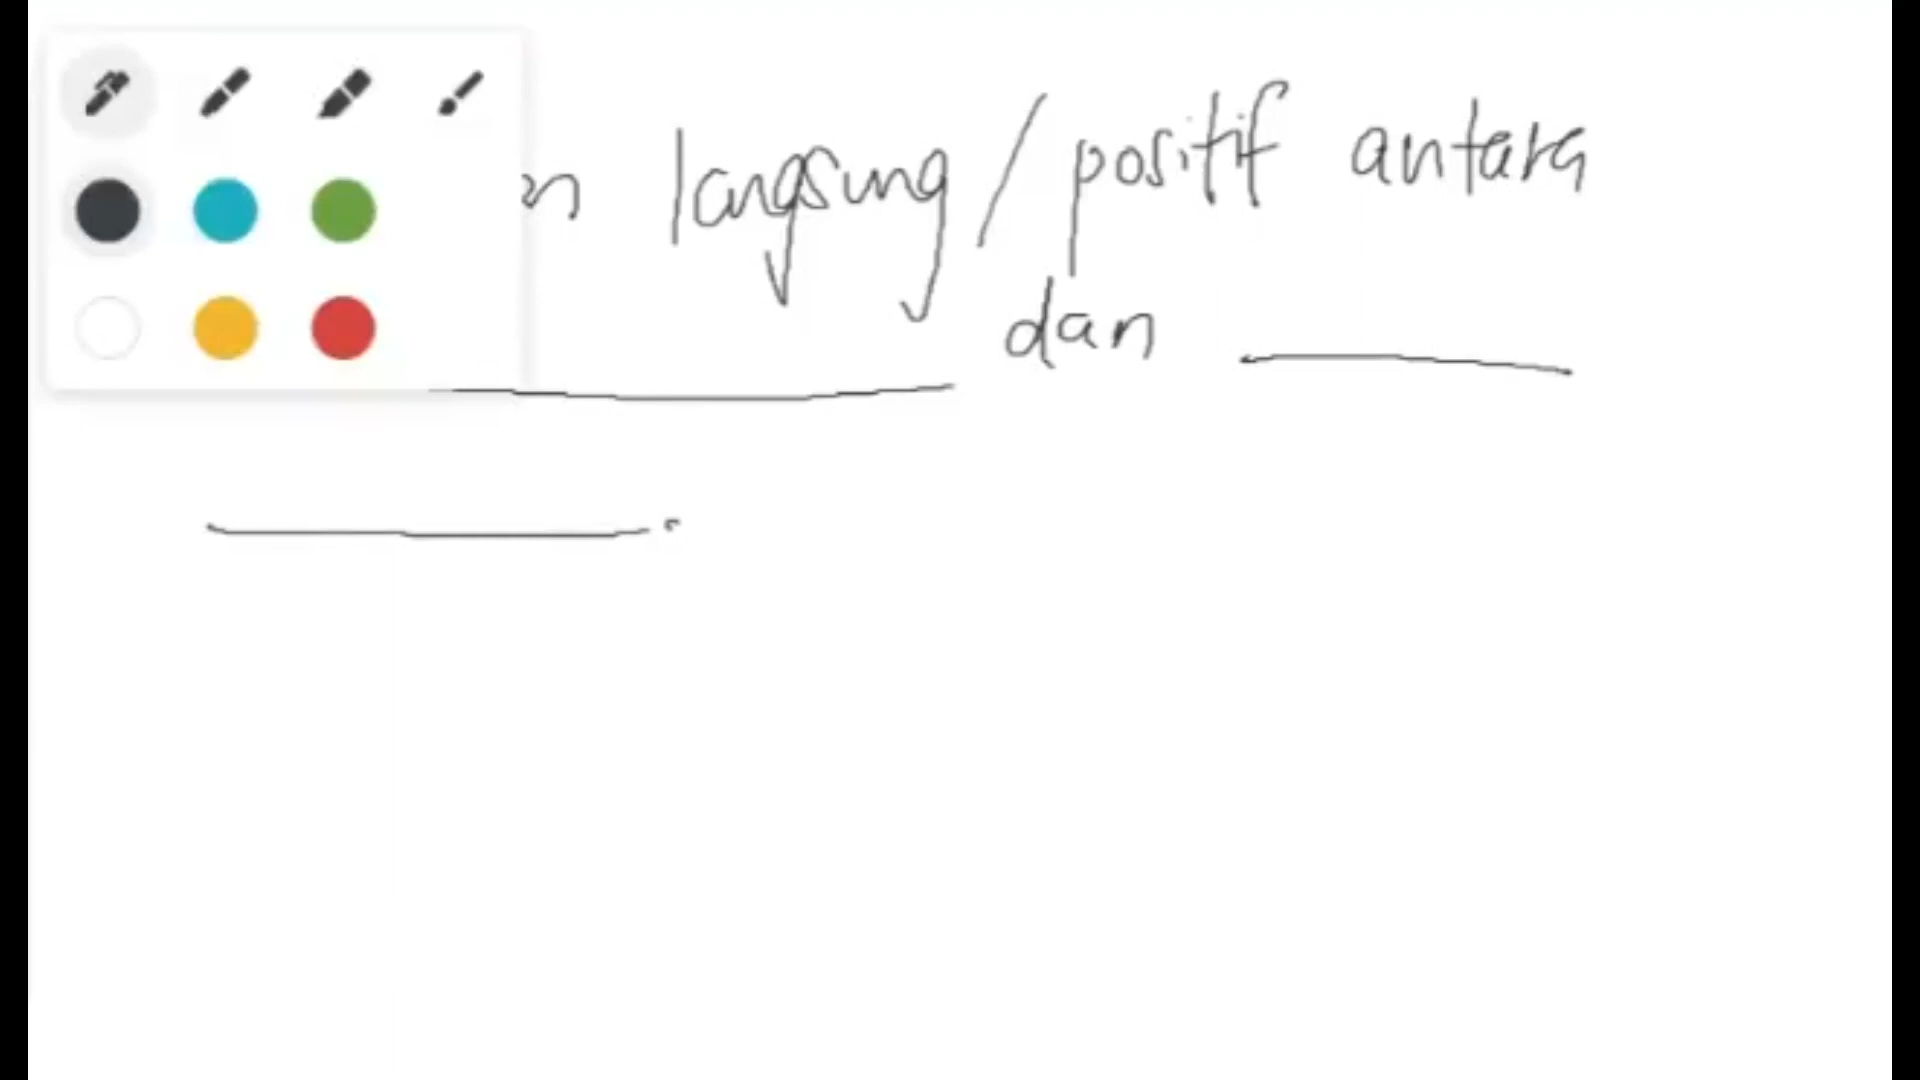 n langsung / positif antara
dan